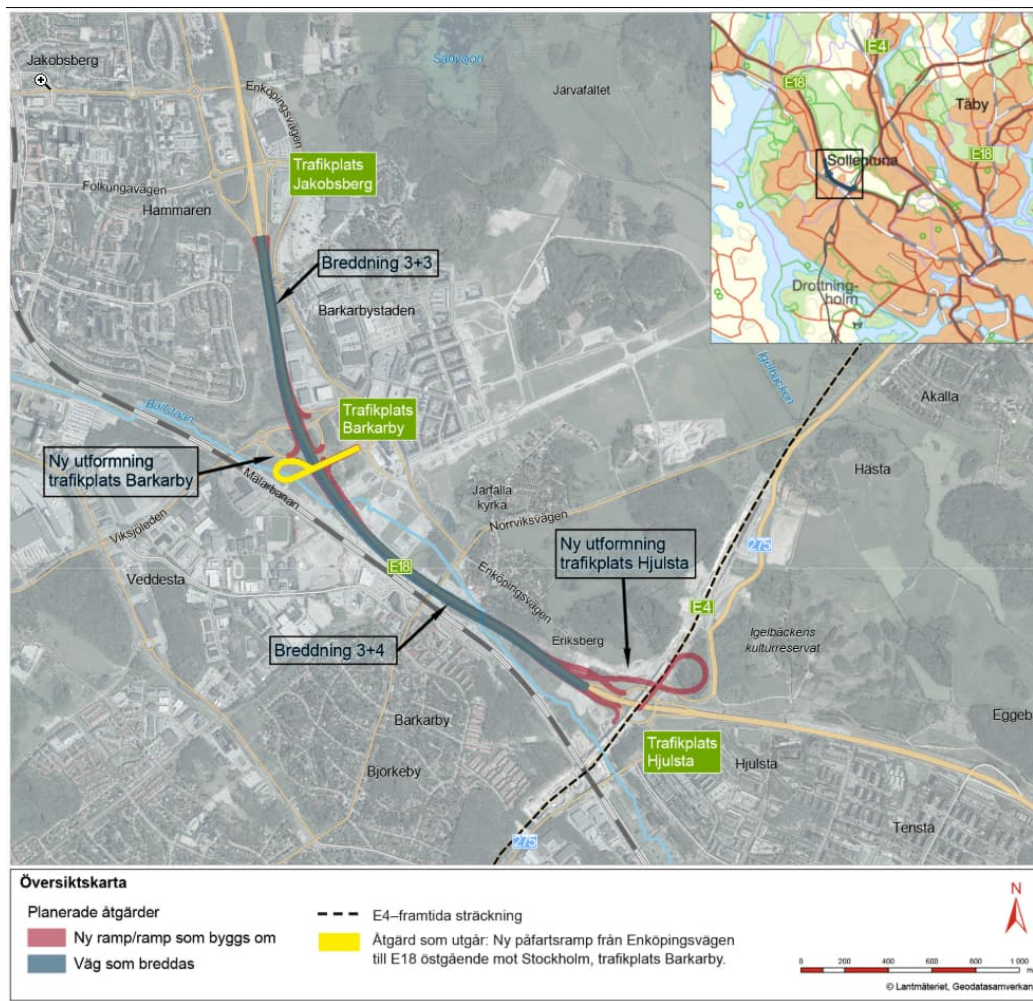 Jakobsberg
Enköpingsvägen
Säbysjön
Järvafältet
Trafikplats
Jakobsberg
Folkungavägen
Hammaren
Breddning 3+3
Barkarbystaden
E4
E18
Täby
Sollentuna
E18
Drottning-
holm
Igelbäcken
Akalla
Bällstaån
Trafikplats
Barkarby
Ny utformning
trafikplats Barkarby
Mälarbanan
Hästa
Järfälla
kyrka
Viksjöleden
Norrviksvägen
Ny utformning
trafikplats Hjulsta
275
E18
Veddesta
Enköpingsvägen
E4
Breddning 3+4
Eriksberg
Igelbäckens
kulturreservat
Barkarby
Eggeb
Trafikplats
Hjulsta
Hjulsta
Björkeby
Tensta
275
Översiktskarta
Planerade åtgärder
Ny ramp/ramp som byggs om
Väg som breddas
E4–framtida sträckning
Åtgärd som utgår: Ny påfartsramp från Enköpingsvägen
till E18 östgående mot Stockholm, trafikplats Barkarby.
N
0 200 400 600 800 1 000
m
© Lantmäteriet, Geodatasamverkan